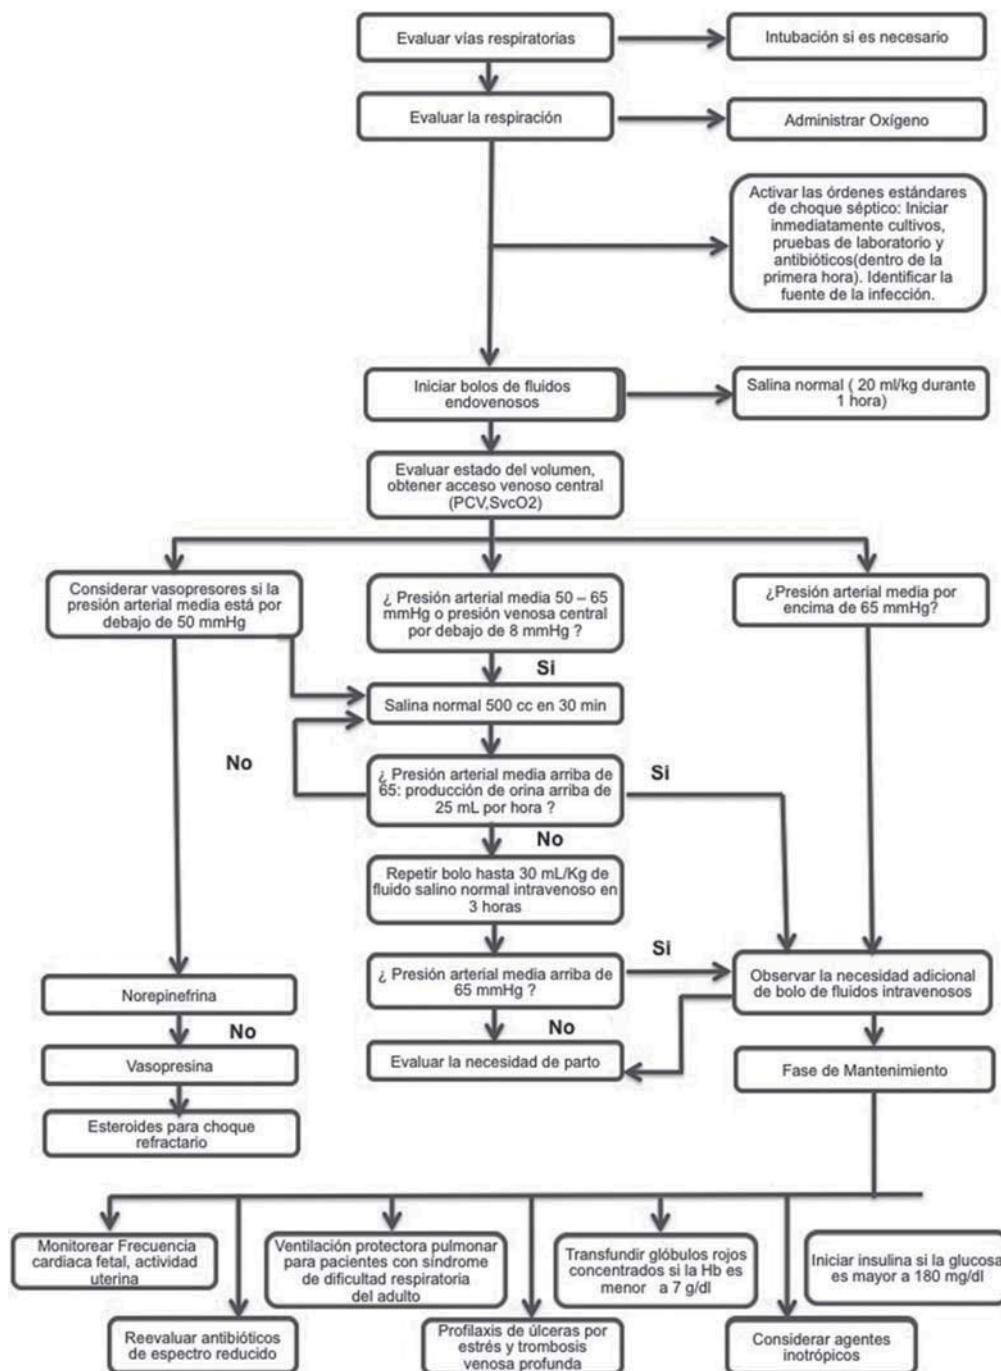 Evaluar vías respiratorias
Intubación si es necesario
Evaluar la respiración
Administrar Oxígeno
Activar las órdenes estándares
de choque séptico: Iniciar
inmediatamente cultivos,
pruebas de laboratorio y
antibióticos(dentro de la
primera hora). Identificar la
fuente de la infección.
Iniciar bolos de fluidos
endovenosos
Salina normal ( 20 ml/kg durante
1 hora)
Evaluar estado del volumen,
obtener acceso venoso central
(PCV,SvcO2)
Considerar vasopresores si la
presión arterial media está por
debajo de 50 mmHg
¿ Presión arterial media 50 – 65
mmHg o presión venosa central
por debajo de 8 mmHg ?
¿Presión arterial media por
encima de 65 mmHg?
Si
Salina normal 500 cc en 30 min
No
¿ Presión arterial media arriba de
65: producción de orina arriba de
25 mL por hora ?
Si
No
Repetir bolo hasta 30 mL/Kg de
fluido salino normal intravenoso en
3 horas
¿ Presión arterial media arriba de
65 mmHg ?
Si
Observar la necesidad adicional
de bolo de fluidos intravenosos
Norepinefrina
No
No
Vasopresina
Evaluar la necesidad de parto
Fase de Mantenimiento
Esteroides para choque
refractario
Monitorear Frecuencia
cardiaca fetal, actividad
uterina
Ventilación protectora pulmonar
para pacientes con síndrome
de dificultad respiratoria
del adulto
Transfundir glóbulos rojos
concentrados si la Hb es
menor a 7 g/dl
Iniciar insulina si la glucosa
es mayor a 180 mg/dl
Reevaluar antibióticos
de espectro reducido
Profilaxis de úlceras por
estrés y trombosis
venosa profunda
Considerar agentes
inotrópicos